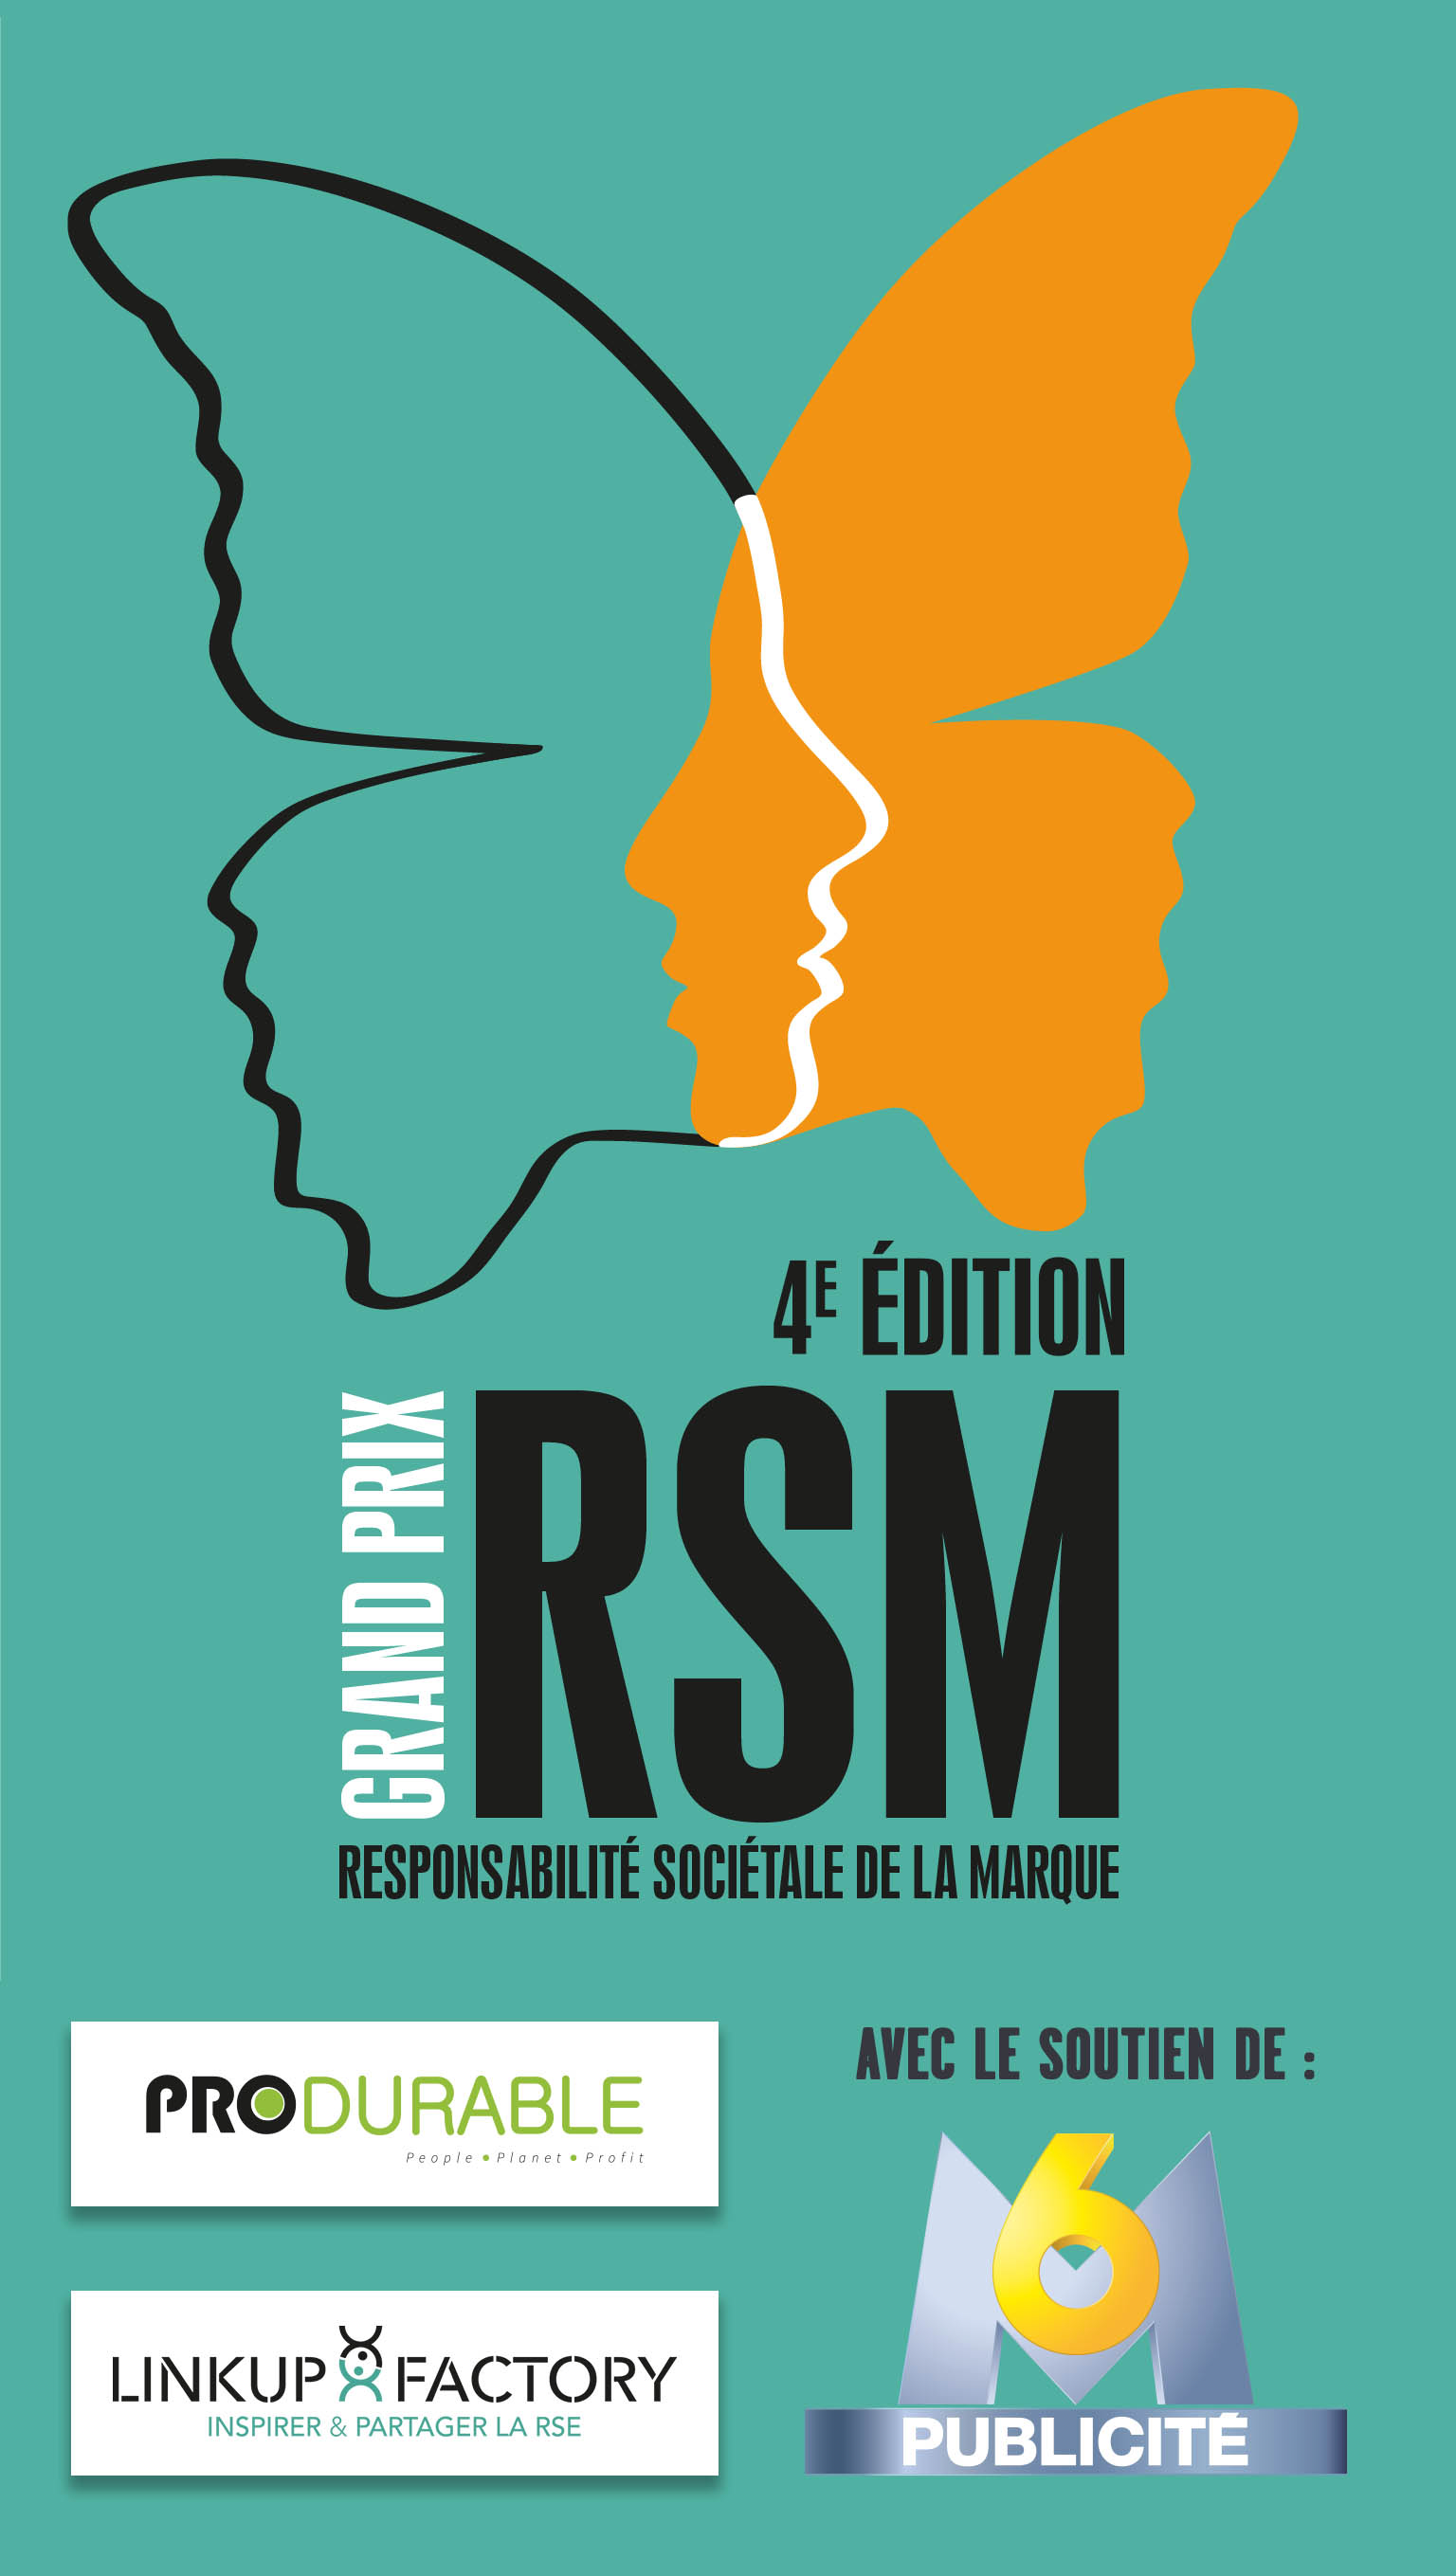 4E ÉDITION
GRAND PRIX
RSM
RESPONSABILITÉ SOCIÉTALE DE LA MARQUE
PRODURABLE
People • Planet • Profit
LINKUP FACTORY
INSPIRER & PARTAGER LA RSE
AVEC LE SOUTIEN DE :
M6
PUBLICITÉ